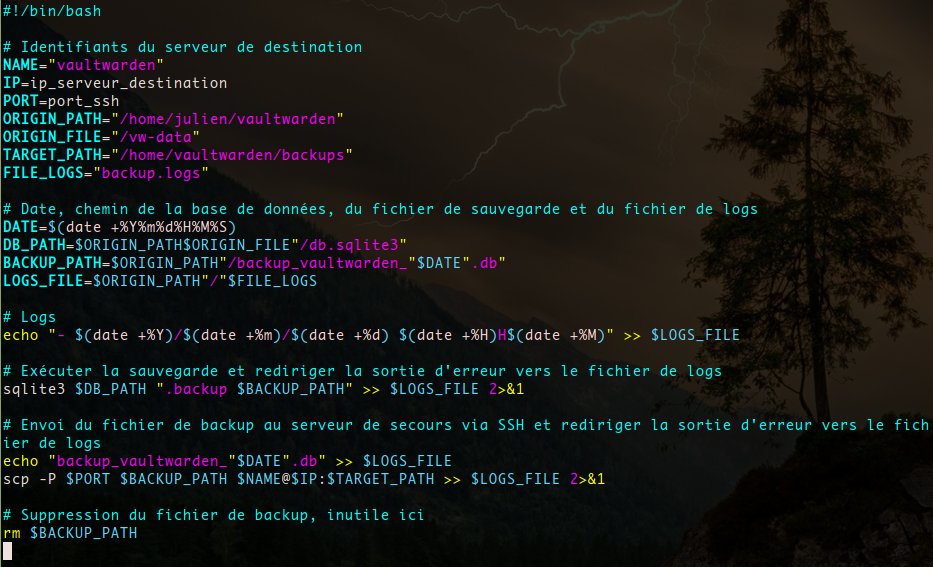 #!/bin/bash
# Identifiants du serveur de destination
NAME="vaultwarden"
IP=ip_serveur_destination
PORT=port_ssh
ORIGIN_PATH="/home/julien/vaultwarden"
ORIGIN_FILE="/vw-data"
TARGET_PATH="/home/vaultwarden/backups"
FILE_LOGS="backup.logs"
# Date, chemin de la base de données, du fichier de sauvegarde et du fichier de logs
DATE=$(date +%Y%m%d%H%M%S)
DB_PATH=$ORIGIN_PATH$ORIGIN_FILE"/db.sqlite3"
BACKUP_PATH=$ORIGIN_PATH"/backup_vaultwarden_"$DATE".db"
LOGS_FILE=$ORIGIN_PATH"/"$FILE_LOGS
# Logs
echo "- $(date +%Y)/$(date +%m)/$(date +%d) $(date +%H)H$(date +%M)" >> $LOGS_FILE
# Exécuter la sauvegarde et rediriger la sortie d'erreur vers le fichier de logs
sqlite3 $DB_PATH ".backup $BACKUP_PATH" >> $LOGS_FILE 2>&1
# Envoi du fichier de backup au serveur de secours via SSH et rediriger la sortie d'erreur vers le fich
ier de logs
echo "backup_vaultwarden_"$DATE".db" >> $LOGS_FILE
scp -P $PORT $BACKUP_PATH $NAME@$IP:$TARGET_PATH >> $LOGS_FILE 2>&1
# Suppression du fichier de backup, inutile ici
rm $BACKUP_PATH